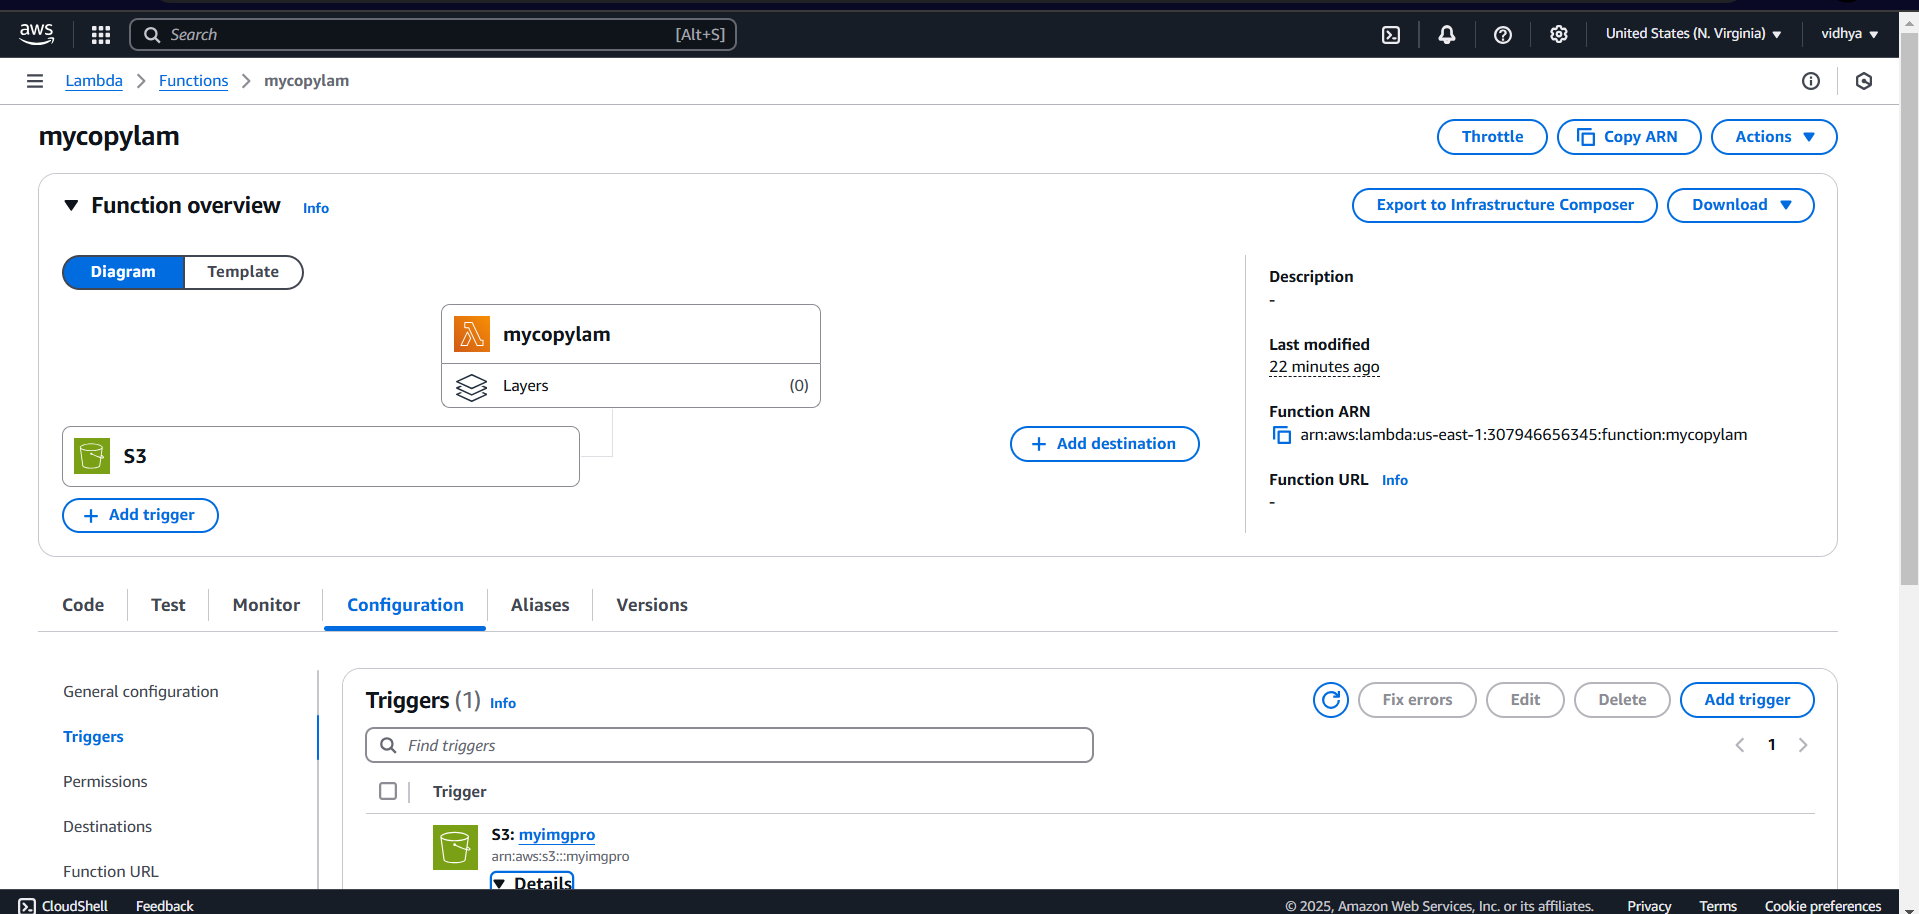 aws
Search [Alt+S]
United States (N. Virginia)
vidhya
Lambda
Functions
mycopylam
mycopylam
Throttle
Copy ARN
Actions
Function overview Info
Export to Infrastructure Composer
Download
Diagram
Template
mycopylam
Layers (0)
S3
Add trigger
Add destination
Description
-
Last modified
22 minutes ago
Function ARN
arn:aws:lambda:us-east-1:307946656345:function:mycopylam
Function URL Info
-
Code
Test
Monitor
Configuration
Aliases
Versions
General configuration
Triggers
Permissions
Destinations
Function URL
Triggers (1) Info
Fix errors
Edit
Delete
Add trigger
Find triggers
1
Trigger
S3: myimgpro
arn:aws:s3:::myimgpro
Details
CloudShell
Feedback
© 2025, Amazon Web Services, Inc. or its affiliates.
Privacy
Terms
Cookie preferences